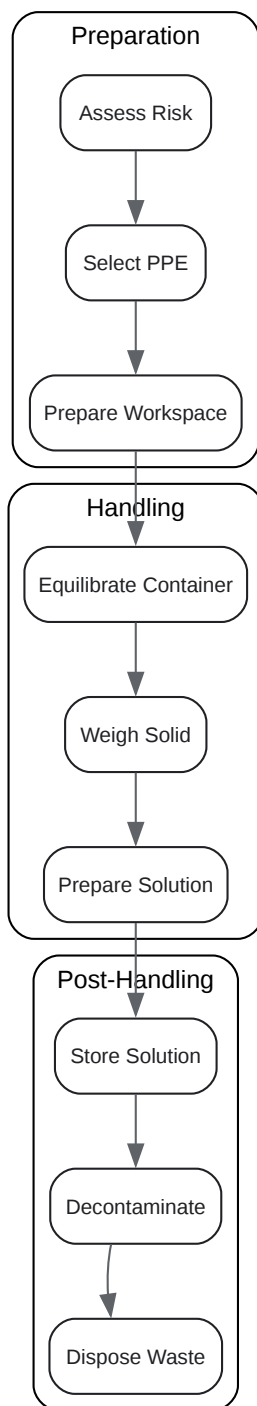 Preparation
Assess Risk
Select PPE
Prepare Workspace
Handling
Equilibrate Container
Weigh Solid
Prepare Solution
Post-Handling
Store Solution
Decontaminate
Dispose Waste